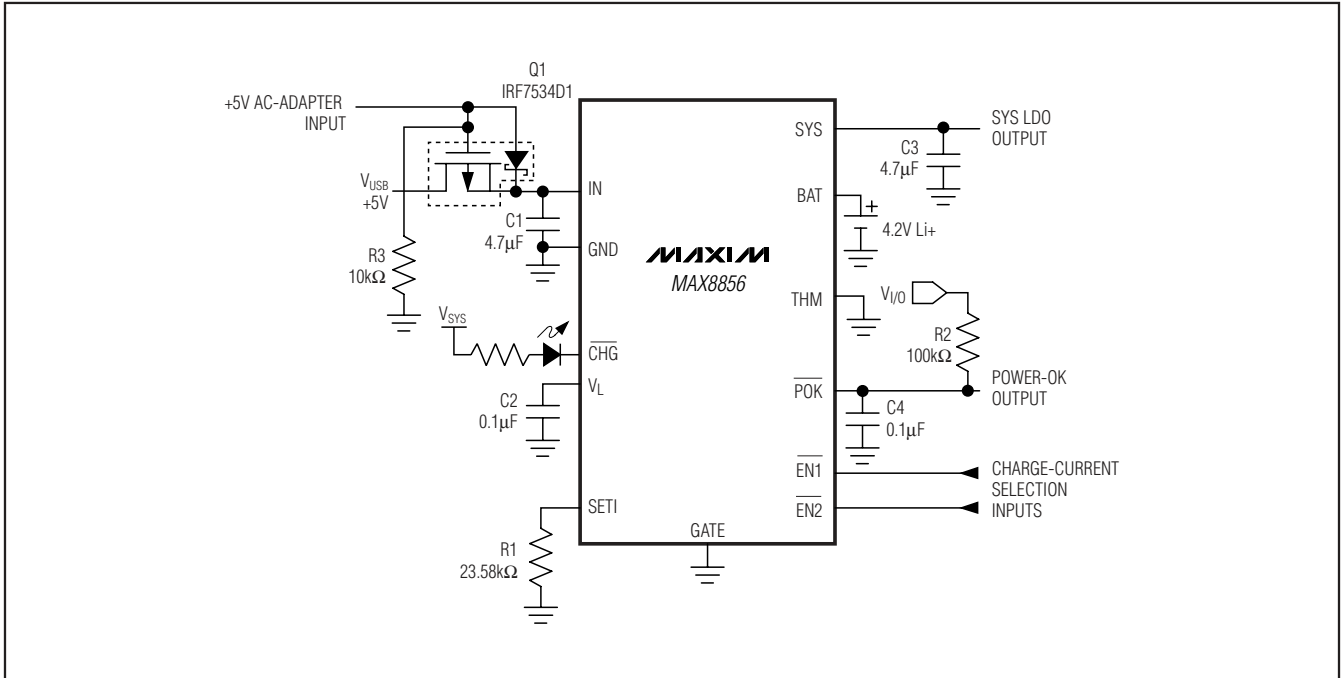 Q1
IRF7534D1
+5V AC-ADAPTER
INPUT
VUSB
+5V
R3
10kΩ
C1
4.7μF
IN
GND
VSYS
CHG
VL
C2
0.1μF
SETI
R1
23.58kΩ
MAXIM
MAX8856
GATE
SYS
BAT
THM
POK
EN1
EN2
C3
4.7μF
SYS LDO
OUTPUT
+
4.2V Li+
VI/O
R2
100kΩ
POWER-OK
OUTPUT
C4
0.1μF
CHARGE-CURRENT
SELECTION
INPUTS